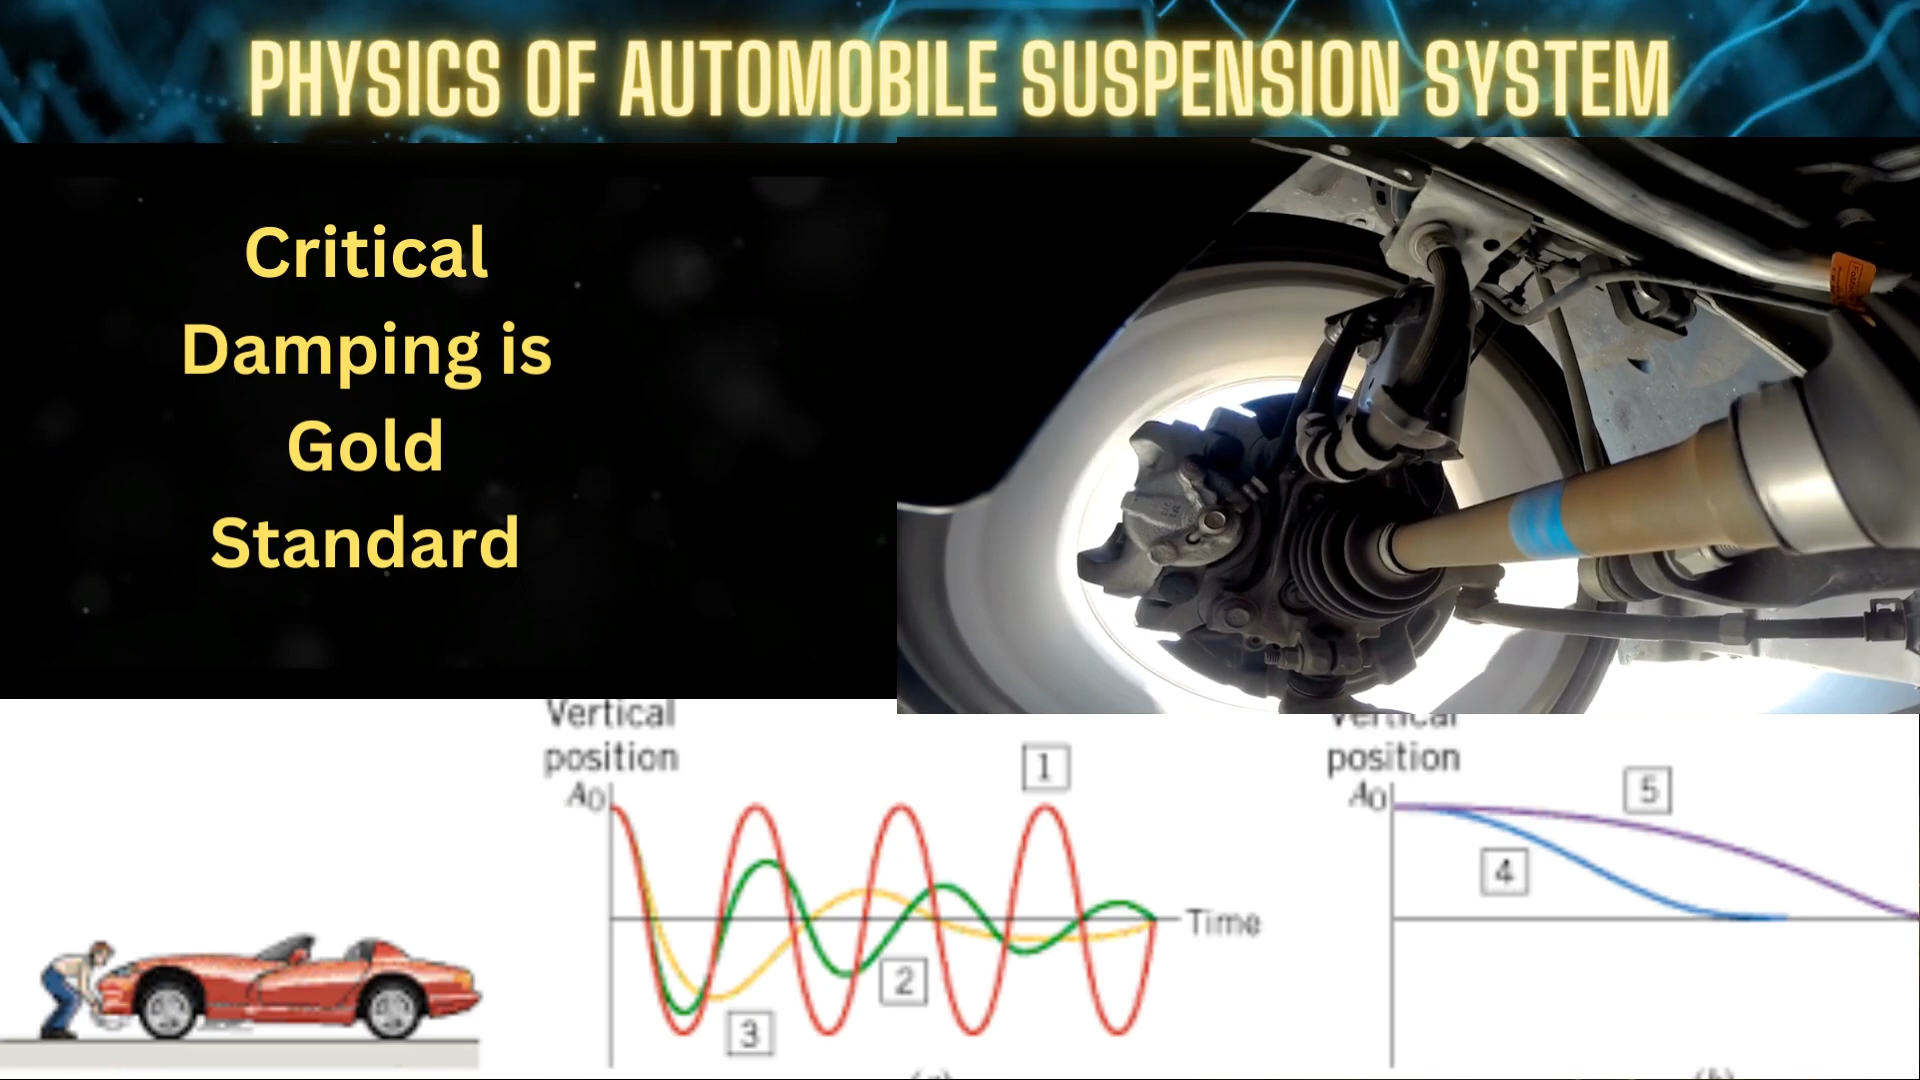 PHYSICS OF AUTOMOBILE SUSPENSION SYSTEM
Critical
Damping is
Gold
Standard
Vertical
position
A0
1
2
3
Time
Vertical
position
A0
5
4